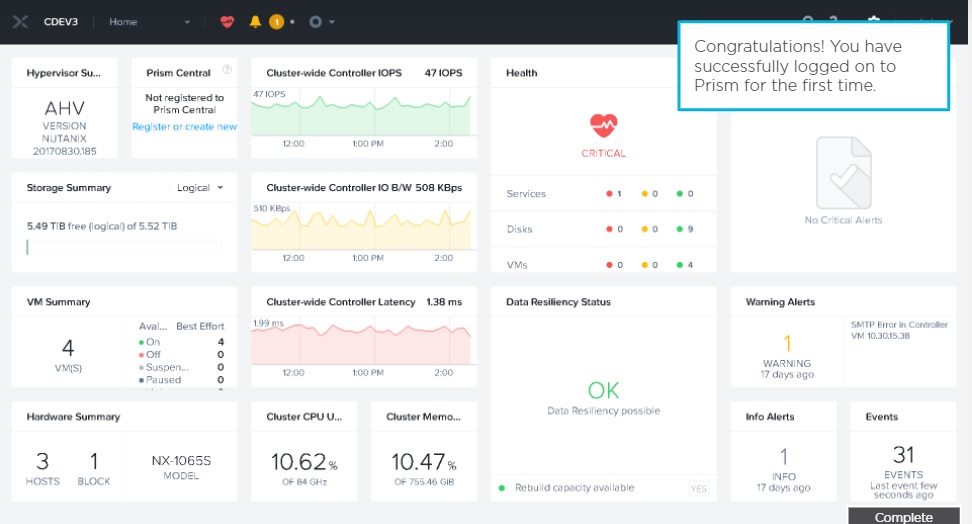 CDEV3
Home
1
Congratulations! You have
successfully logged on to
Prism for the first time.
Hypervisor Su...
AHV
VERSION
NUTANIX
20170830.185
Prism Central
?
Not registered to
Prism Central
Register or create new
Cluster-wide Controller IOPS 47 IOPS
47 IOPS
12:00 1:00 PM 2:00
Health
CRITICAL
Services 1 0 0
Disks 0 0 9
VMs 0 0 4
No Critical Alerts
Storage Summary Logical
5.49 TiB free (logical) of 5.52 TiB
Cluster-wide Controller IO B/W 508 KBps
510 KBps
12:00 1:00 PM 2:00
VM Summary
4
VM(S)
Avai... Best Effort
On 4
Off 0
Suspen... 0
Paused 0
Cluster-wide Controller Latency 1.38 ms
1.99 ms
12:00 1:00 PM 2:00
Data Resiliency Status
OK
Data Resiliency possible
Rebuild capacity available YES
Warning Alerts
1
WARNING
17 days ago
SMTP Error in Controller
VM 10.30.15.38
Hardware Summary
3
HOSTS
1
BLOCK
NX-1065S
MODEL
Cluster CPU U...
10.62%
OF 84 GHz
Cluster Memo...
10.47%
OF 755.46 GiB
Info Alerts
1
INFO
17 days ago
Events
31
EVENTS
Last event few
seconds ago
Complete